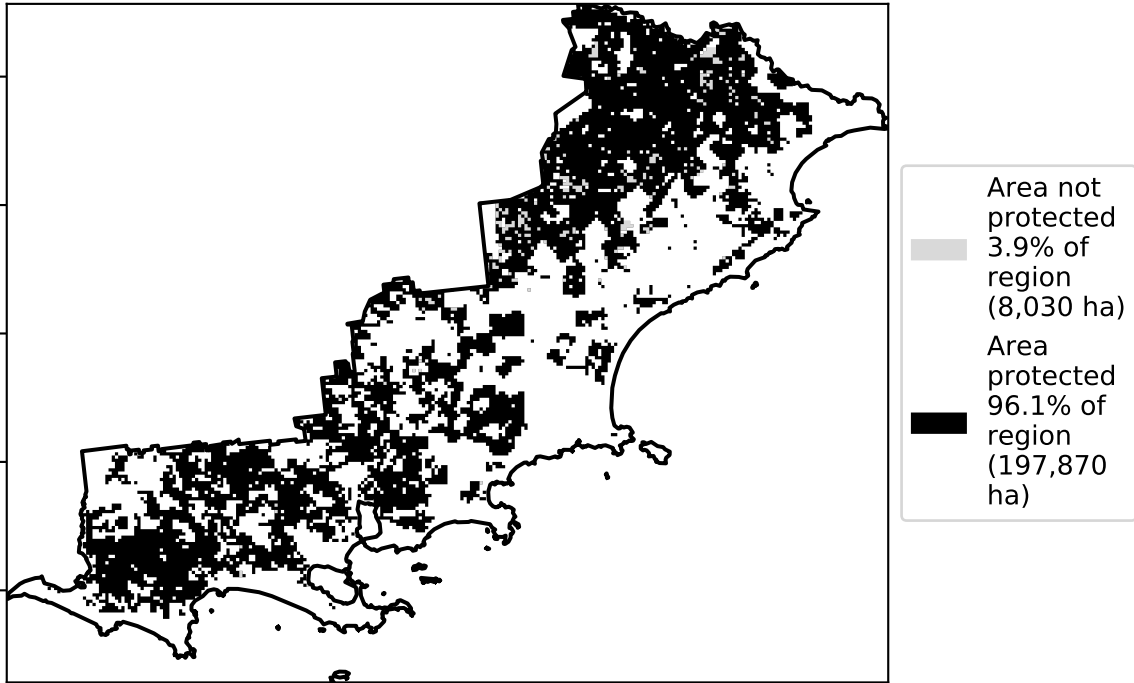 Area not
protected
3.9% of
region
(8,030 ha)
Area
protected
96.1% of
region
(197,870
ha)